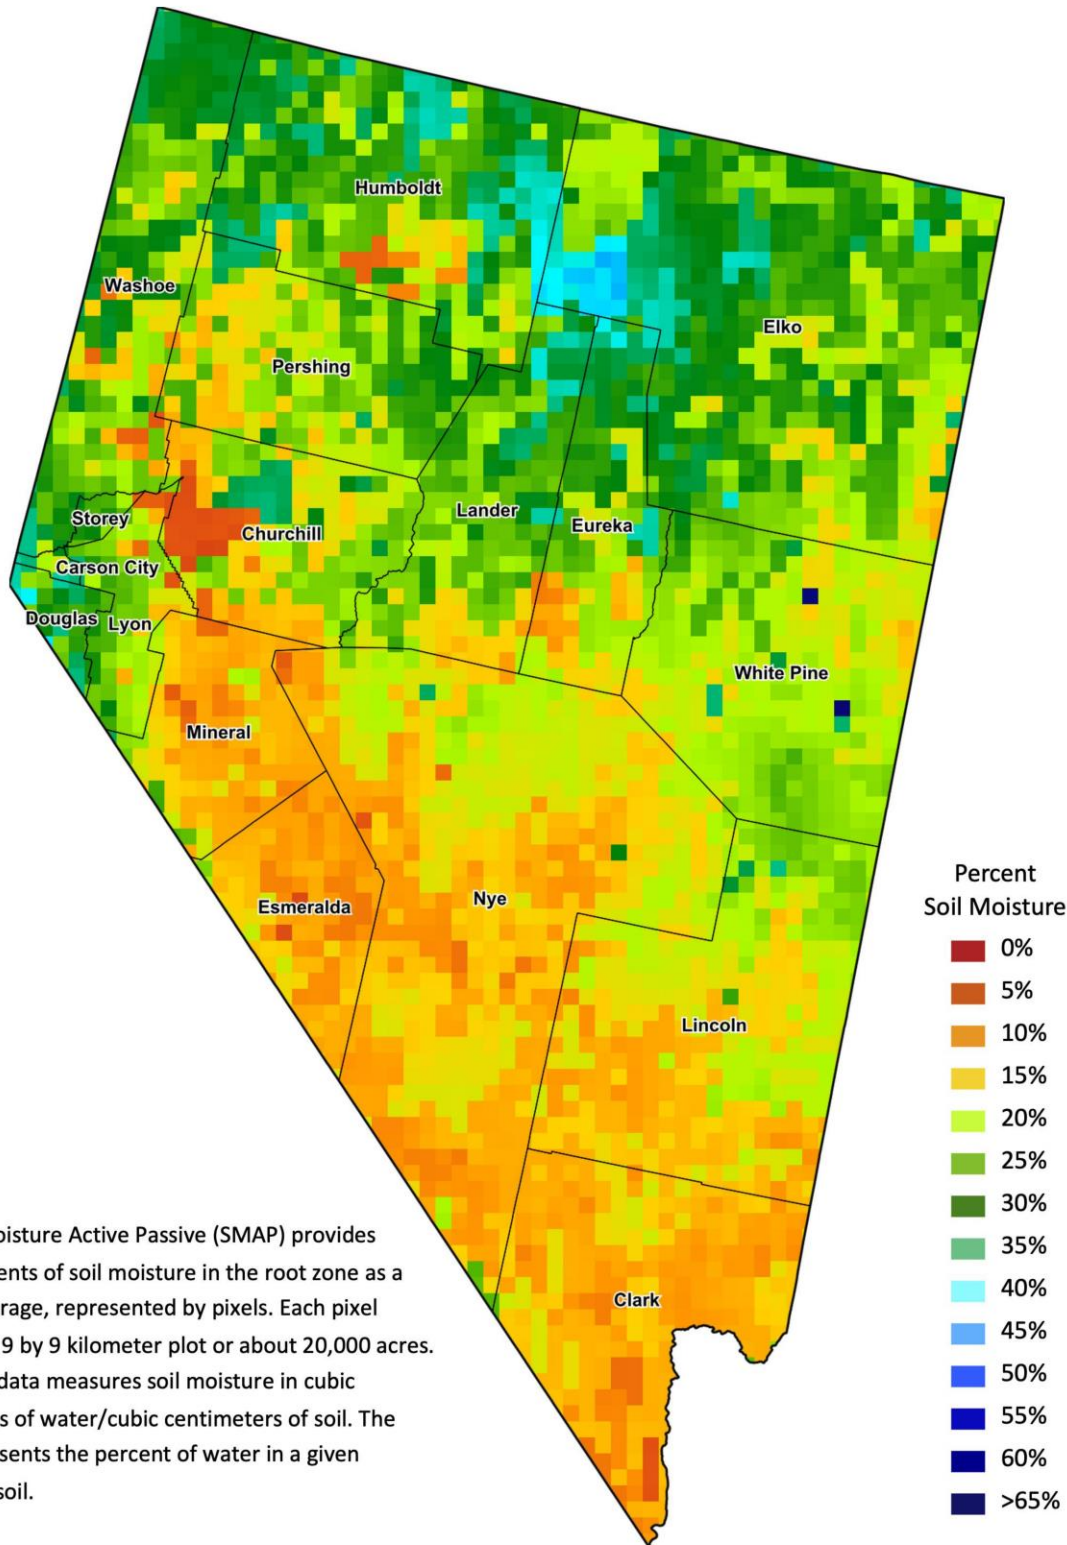 Humboldt
Washoe
Elko
Pershing
Lander
Storey
Eureka
Churchill
Carson City
Douglas
Lyon
White Pine
Mineral
Nye
Esmeralda
Lincoln
Clark
Percent
Soil Moisture
0%
5%
10%
15%
20%
25%
30%
35%
40%
45%
50%
55%
60%
>65%
oisture Active Passive (SMAP) provides
ents of soil moisture in the root zone as a
rage, represented by pixels. Each pixel
9 by 9 kilometer plot or about 20,000 acres.
data measures soil moisture in cubic
s of water/cubic centimeters of soil. The
sents the percent of water in a given
soil.